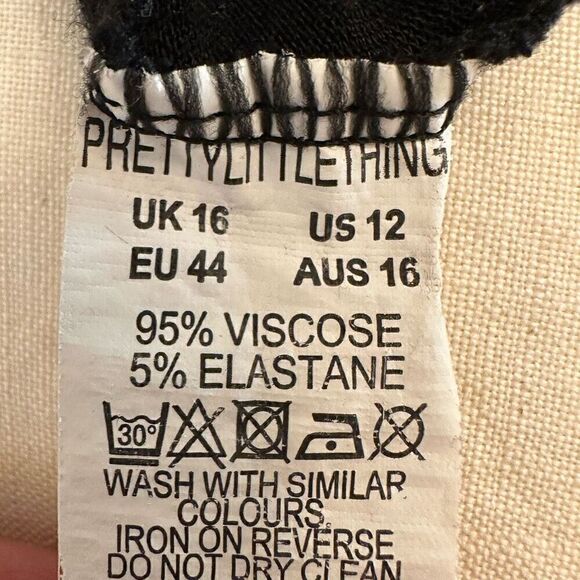 PRETTYLITTLETHING
UK 16 US 12
EU 44 AUS 16
95% VISCOSE
5% ELASTANE
30°
WASH WITH SIMILAR
COLOURS,
IRON ON REVERSE
DO NOT DRY CLEAN